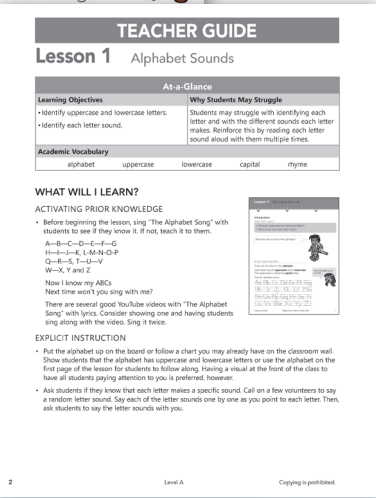 TEACHER GUIDE
Lesson 1 Alphabet Sounds
At-a-Glance
Learning Objectives
• Identify uppercase and lowercase letters.
• Identify each letter sound.
Why Students May Struggle
Students may struggle with identifying each
letter and with the different sounds each letter
makes. Reinforce this by reading each letter
sound aloud with them multiple times.
Academic Vocabulary
alphabet uppercase lowercase capital rhyme
WHAT WILL I LEARN?
ACTIVATING PRIOR KNOWLEDGE
• Before beginning the lesson, sing "The Alphabet Song" with
students to see if they know it. If not, teach it to them.
A—B—C—D—E—F—G
H—I—J—K, L-M-N-O-P
Q—R—S, T—U—V
W—X, Y and Z
Now I know my ABCs
Next time won't you sing with me?
There are several good YouTube videos with "The Alphabet
Song" with lyrics. Consider showing one and having students
sing along with the video. Sing it twice.
EXPLICIT INSTRUCTION
• Put the alphabet up on the board or follow a chart you may already have on the classroom wall.
Show students that the alphabet has uppercase and lowercase letters or use the alphabet on the
first page of the lesson for students to follow along. Having a visual at the front of the class to
have all students paying attention to you is preferred, however.
• Ask students if they know that each letter makes a specific sound. Call on a few volunteers to say
a random letter sound. Say each of the letter sounds one by one as you point to each letter. Then,
ask students to say the letter sounds with you.
2 Level A Copying is prohibited.